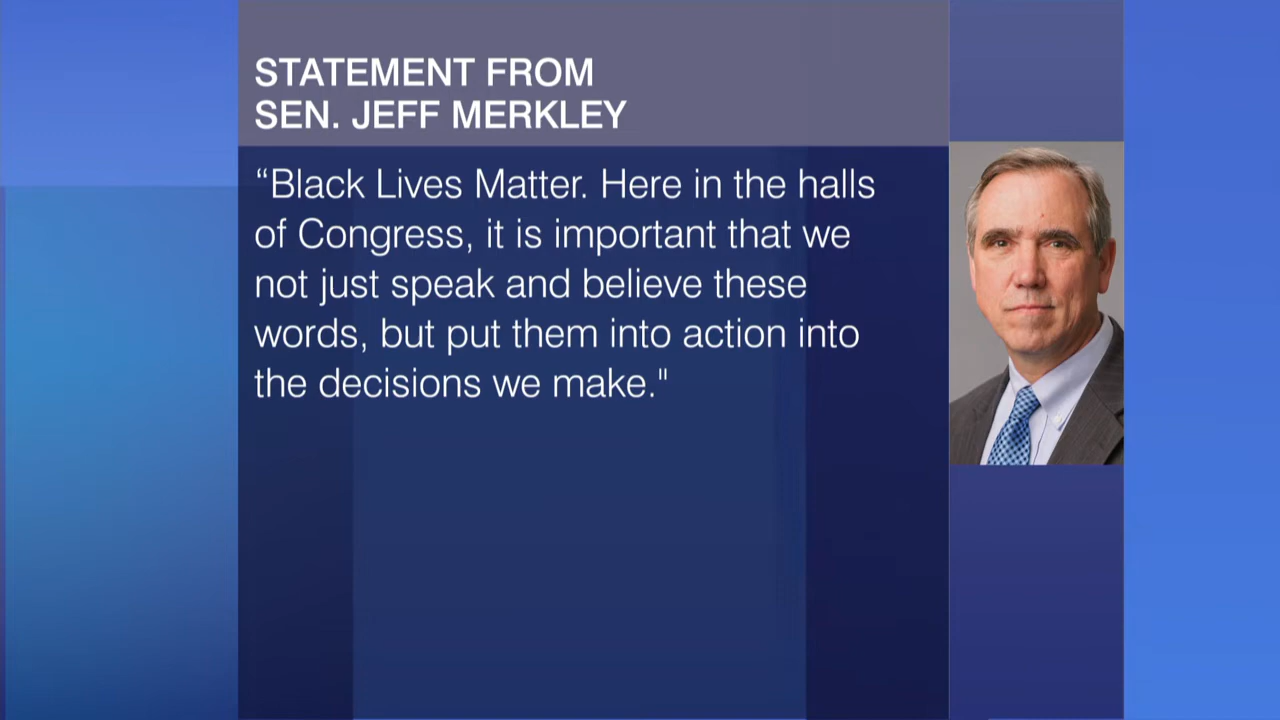 STATEMENT FROM
SEN. JEFF MERKLEY
“Black Lives Matter. Here in the halls
of Congress, it is important that we
not just speak and believe these
words, but put them into action into
the decisions we make."